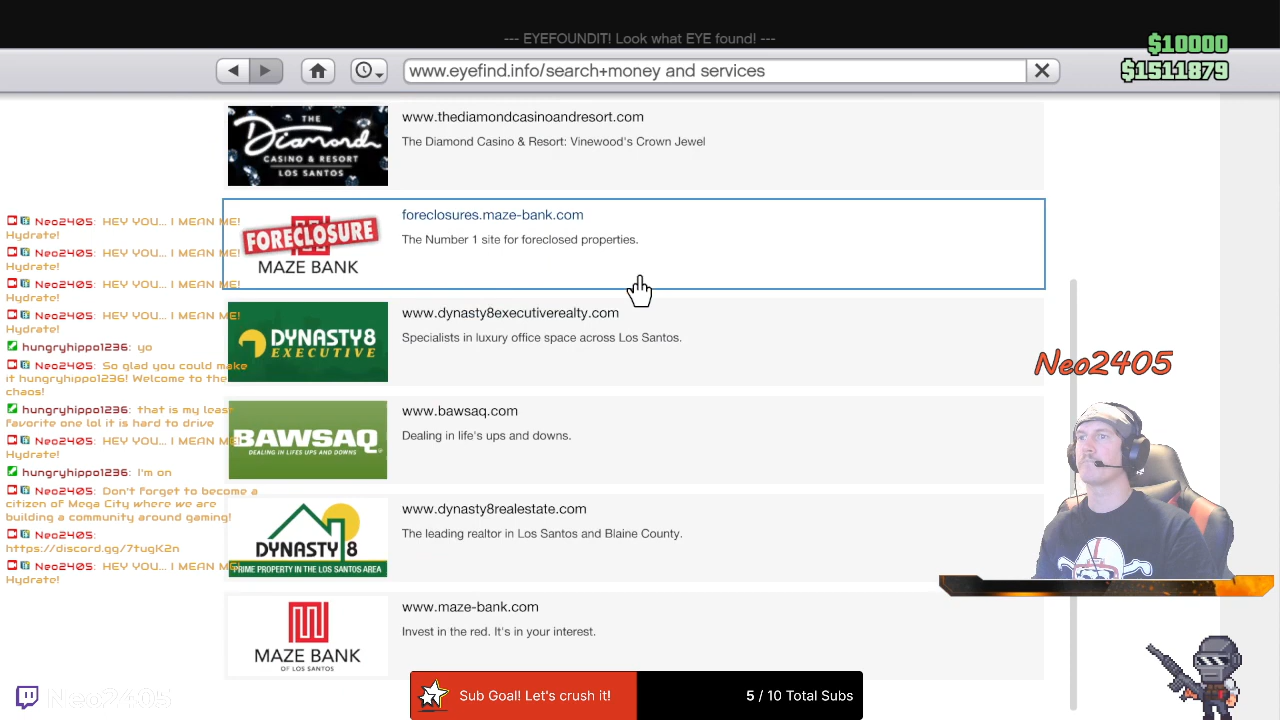 --- EYEFOUNDIT! Look what EYE found! ---
$10000
$1511879
www.eyefind.info/search+money and services
THE
Diamond
CASINO & RESORT
LOS SANTOS
www.thediamondcasinoandresort.com
The Diamond Casino & Resort: Vinewood's Crown Jewel
FORECLOSURE
MAZE BANK
foreclosures.maze-bank.com
The Number 1 site for foreclosed properties.
DYNASTY8
EXECUTIVE
www.dynasty8executiverealty.com
Specialists in luxury office space across Los Santos.
BAWSAQ
DEALING IN LIFES UPS AND DOWNS
www.bawsaq.com
Dealing in life's ups and downs.
DYNASTY 8
PRIME PROPERTY IN THE LOS SANTOS AREA
www.dynasty8realestate.com
The leading realtor in Los Santos and Blaine County.
MAZE BANK
OF LOS SANTOS
www.maze-bank.com
Invest in the red. It's in your interest.
Neo2405: HEY YOU... I MEAN ME!
Hydrate!
Neo2405: HEY YOU... I MEAN ME!
Hydrate!
Neo2405: HEY YOU... I MEAN ME!
Hydrate!
Neo2405: HEY YOU... I MEAN ME!
Hydrate!
hungryhippo1236: yo
Neo2405: So glad you could make
it hungryhippo1236! Welcome to the
chaos!
hungryhippo1236: that is my least
favorite one lol it is hard to drive
Neo2405: HEY YOU... I MEAN ME!
Hydrate!
hungryhippo1236: I'm on
Neo2405: Don't forget to become a
citizen of Mega City where we are
building a community around gaming!
Neo2405:
https://discord.gg/7tugK2n
Neo2405: HEY YOU... I MEAN ME!
Hydrate!
Neo2405
Neo2405
Sub Goal! Let's crush it!
5 / 10 Total Subs